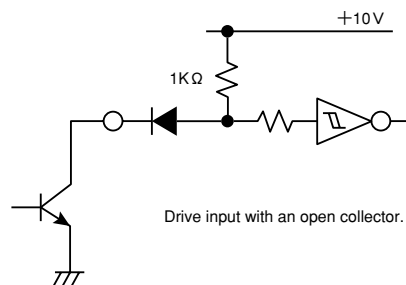 +10V
1KΩ
Drive input with an open collector.